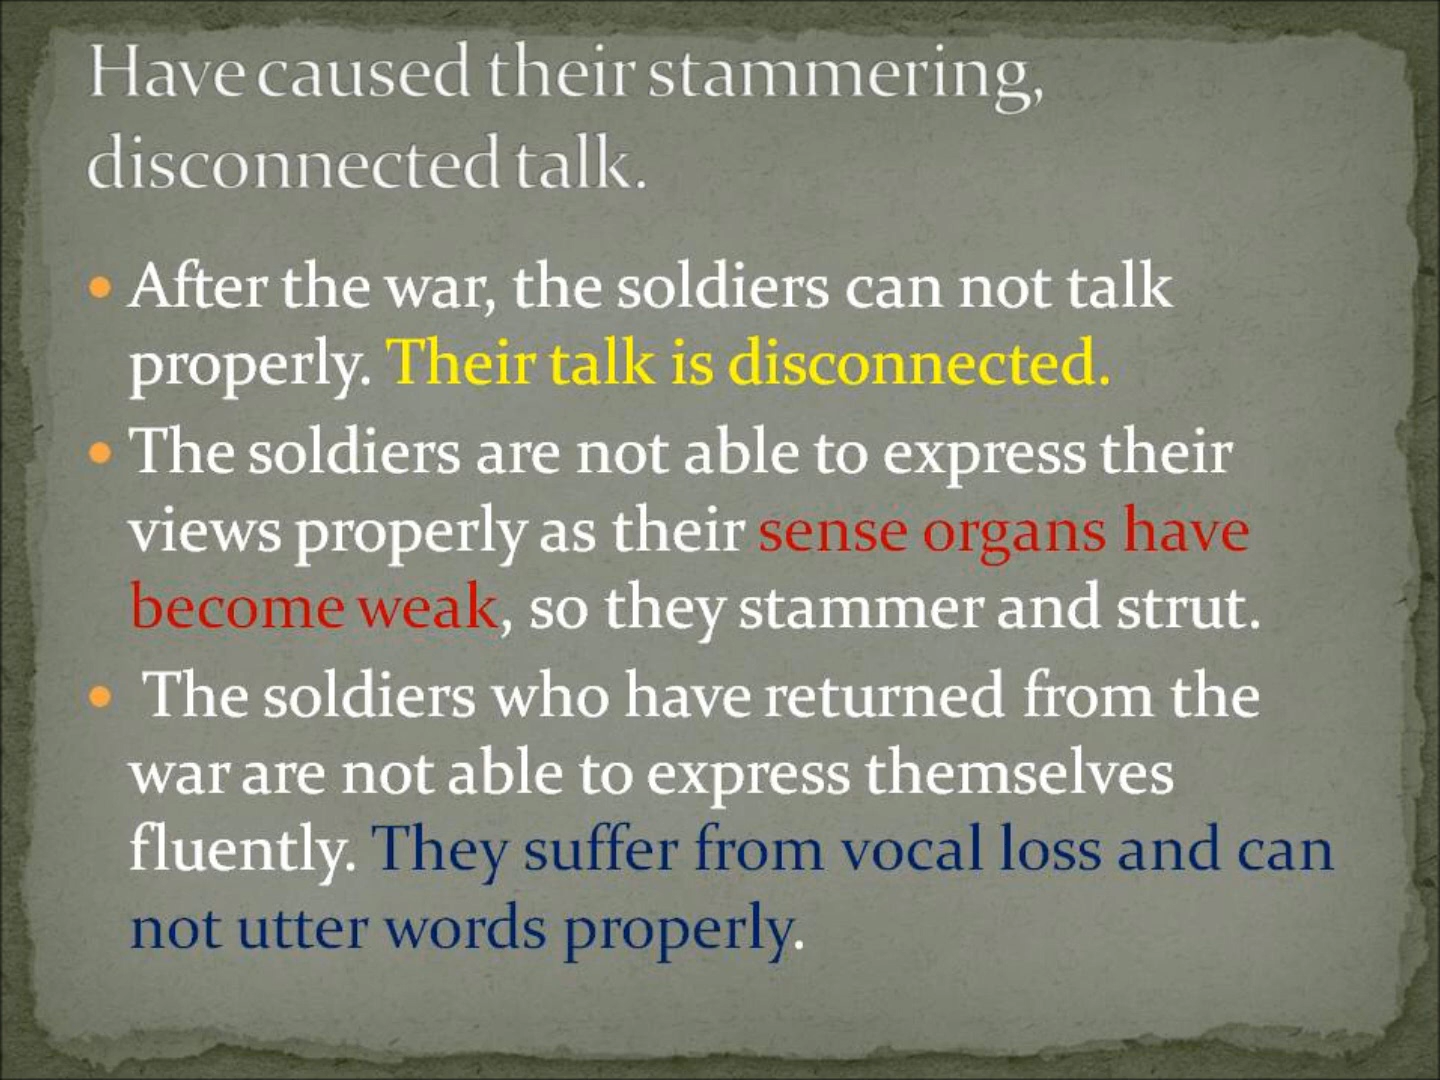 Have caused their stammering,
disconnected talk.
• After the war, the soldiers can not talk
properly. Their talk is disconnected.
• The soldiers are not able to express their
views properly as their sense organs have
become weak, so they stammer and strut.
• The soldiers who have returned from the
war are not able to express themselves
fluently. They suffer from vocal loss and can
not utter words properly.